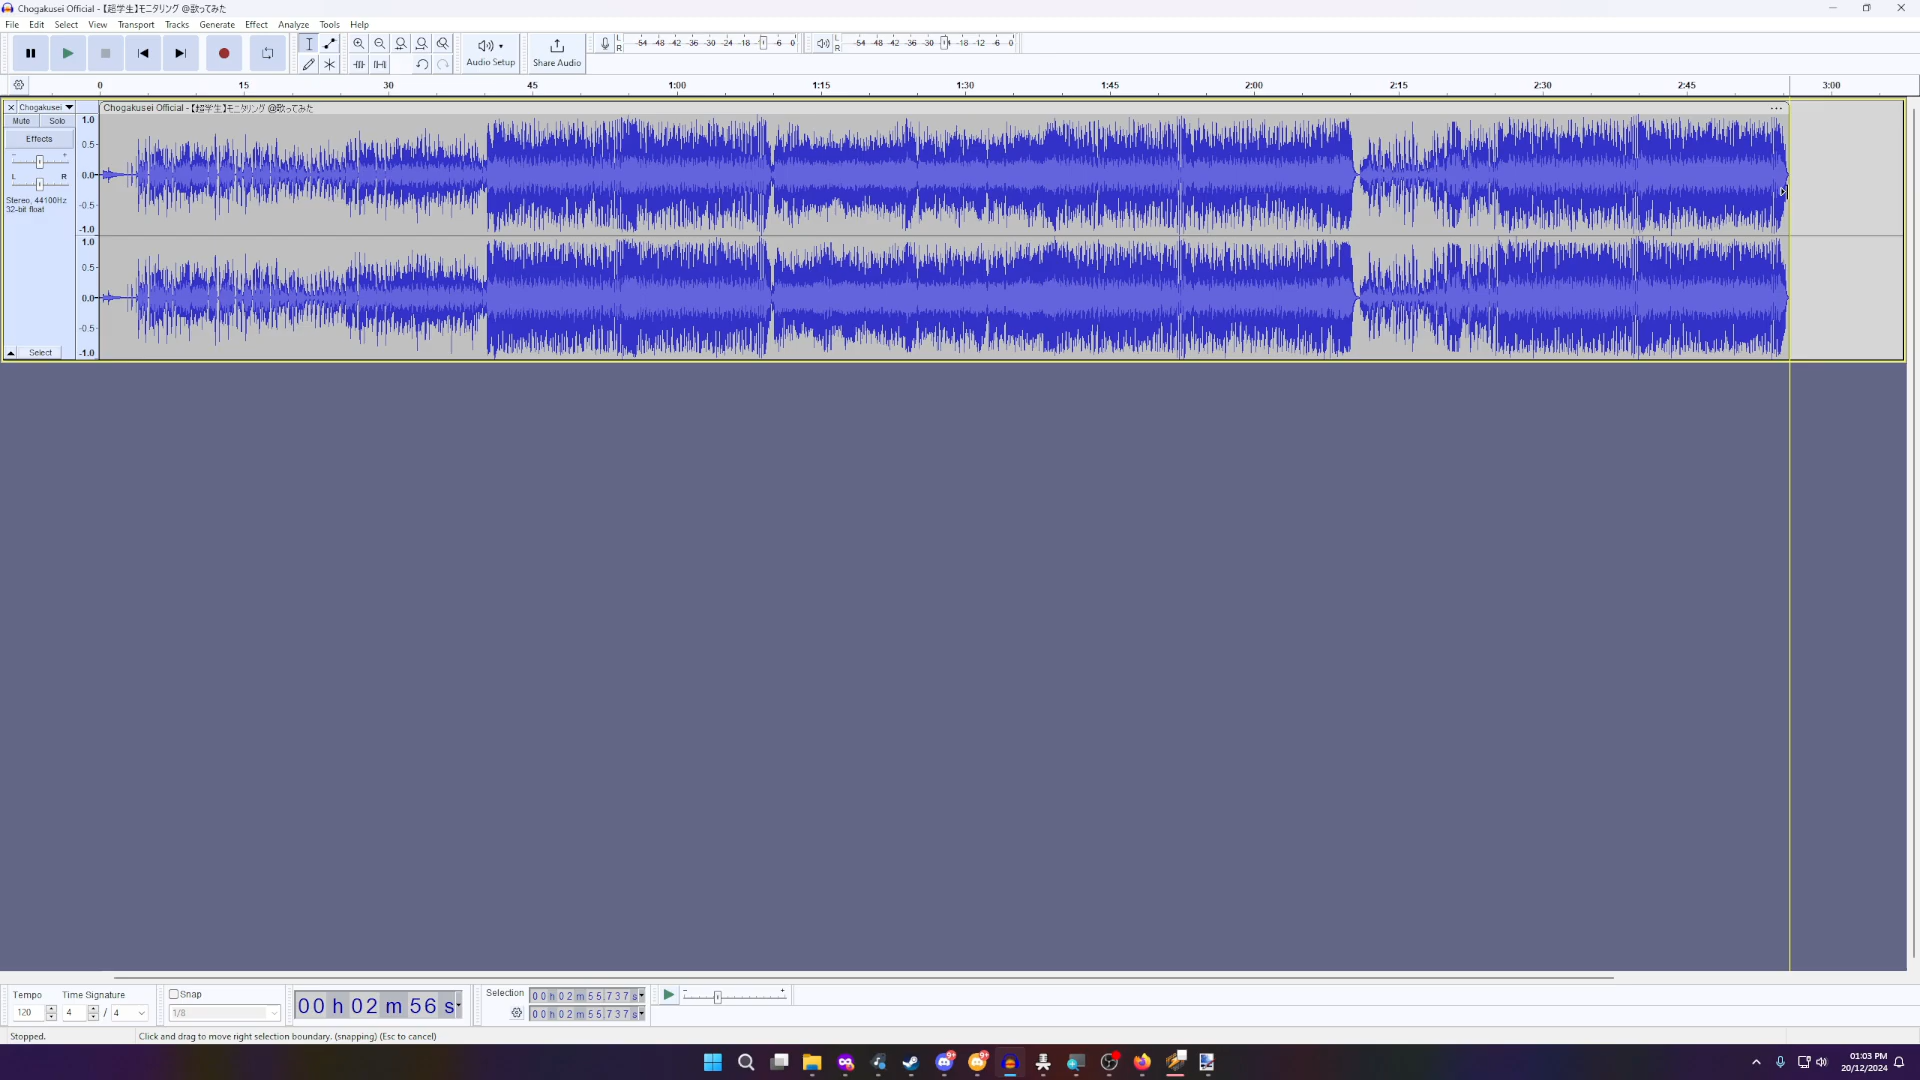 Chogakusei Official - 【超学生】モニタリング @歌ってみた
File Edit Select View Transport Tracks Generate Effect Analyze Tools Help
Audio Setup
Share Audio
L
R
-54 -48 -42 -36 -30 -24 -18 -6 0
L
R
-54 -48 -42 -36 -30 -18 -12 -6 0
0 15 30 45 1:00 1:15 1:30 1:45 2:00 2:15 2:30 2:45 3:00
Chogakusei
Chogakusei Official - 【超学生】モニタリング @歌ってみた
...
Mute Solo
Effects
- +
L R
Stereo, 44100Hz
32-bit float
Select
1.0
0.5
0.0
-0.5
-1.0
1.0
0.5
0.0
-0.5
-1.0
Tempo Time Signature
120 4 / 4
Snap
1/8
00 h 02 m 56 s
Selection
00 h 02 m 55.737 s
00 h 02 m 55.737 s
- +
Stopped.
Click and drag to move right selection boundary. (snapping) (Esc to cancel)
01:03 PM
20/12/2024